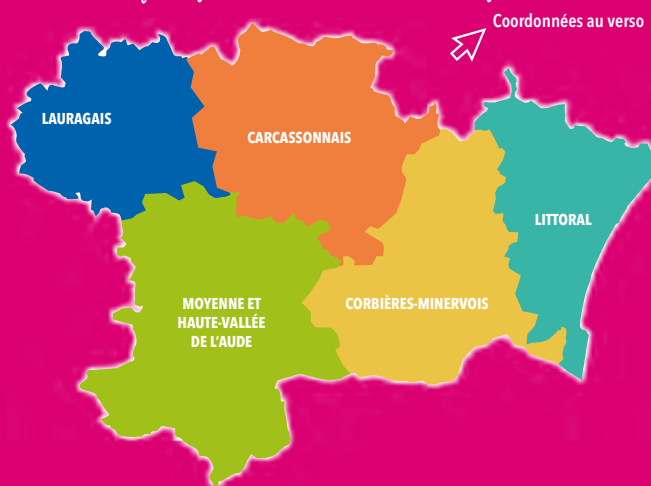 Coordonnées au verso
LAURAGAIS
CARCASSONNAIS
LITTORAL
MOYENNE ET
HAUTE-VALLÉE
DE L'AUDE
CORBIÈRES-MINERVOIS